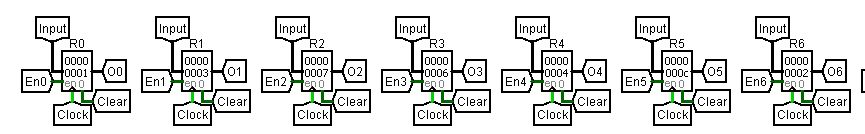 Input Input Input Input Input Input Input
R0 R1 R2 R3 R4 R5 R6
0000 0000 0000 0000 0000 0000 0000
0001 0003 0007 0006 0004 000c 0002
O0 O1 O2 O3 O4 O5 O6
En0 en 0 En1 en 0 En2 en 0 En3 en 0 En4 en 0 En5 en 0 En6 en 0
Clear Clear Clear Clear Clear Clear Clear
Clock Clock Clock Clock Clock Clock Clock